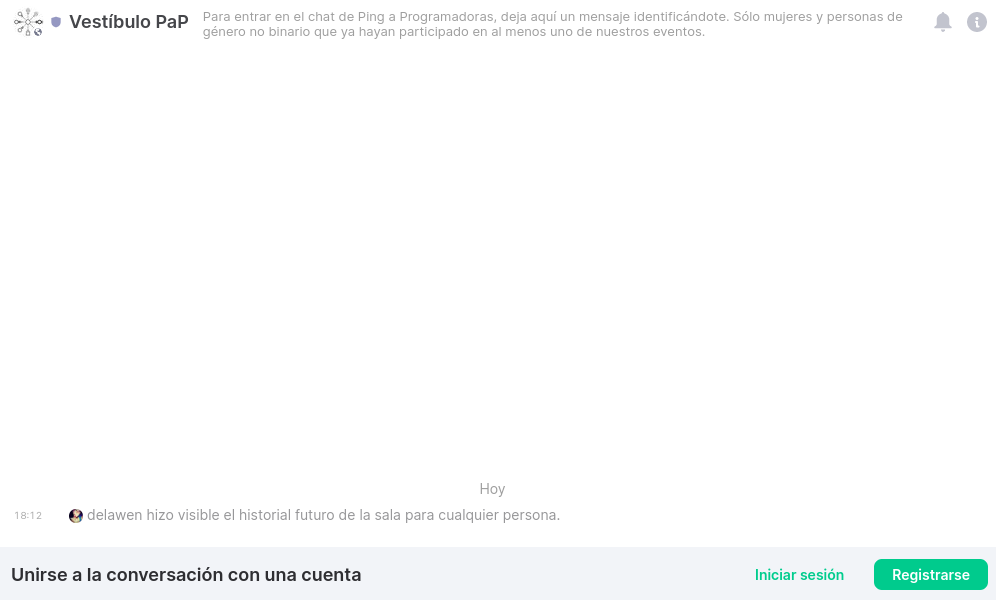 Vestíbulo PaP
Para entrar en el chat de Ping a Programadoras, deja aquí un mensaje identificándote. Sólo mujeres y personas de
género no binario que ya hayan participado en al menos uno de nuestros eventos.
Hoy
18:12 delawen hizo visible el historial futuro de la sala para cualquier persona.
Unirse a la conversación con una cuenta Iniciar sesión Registrarse